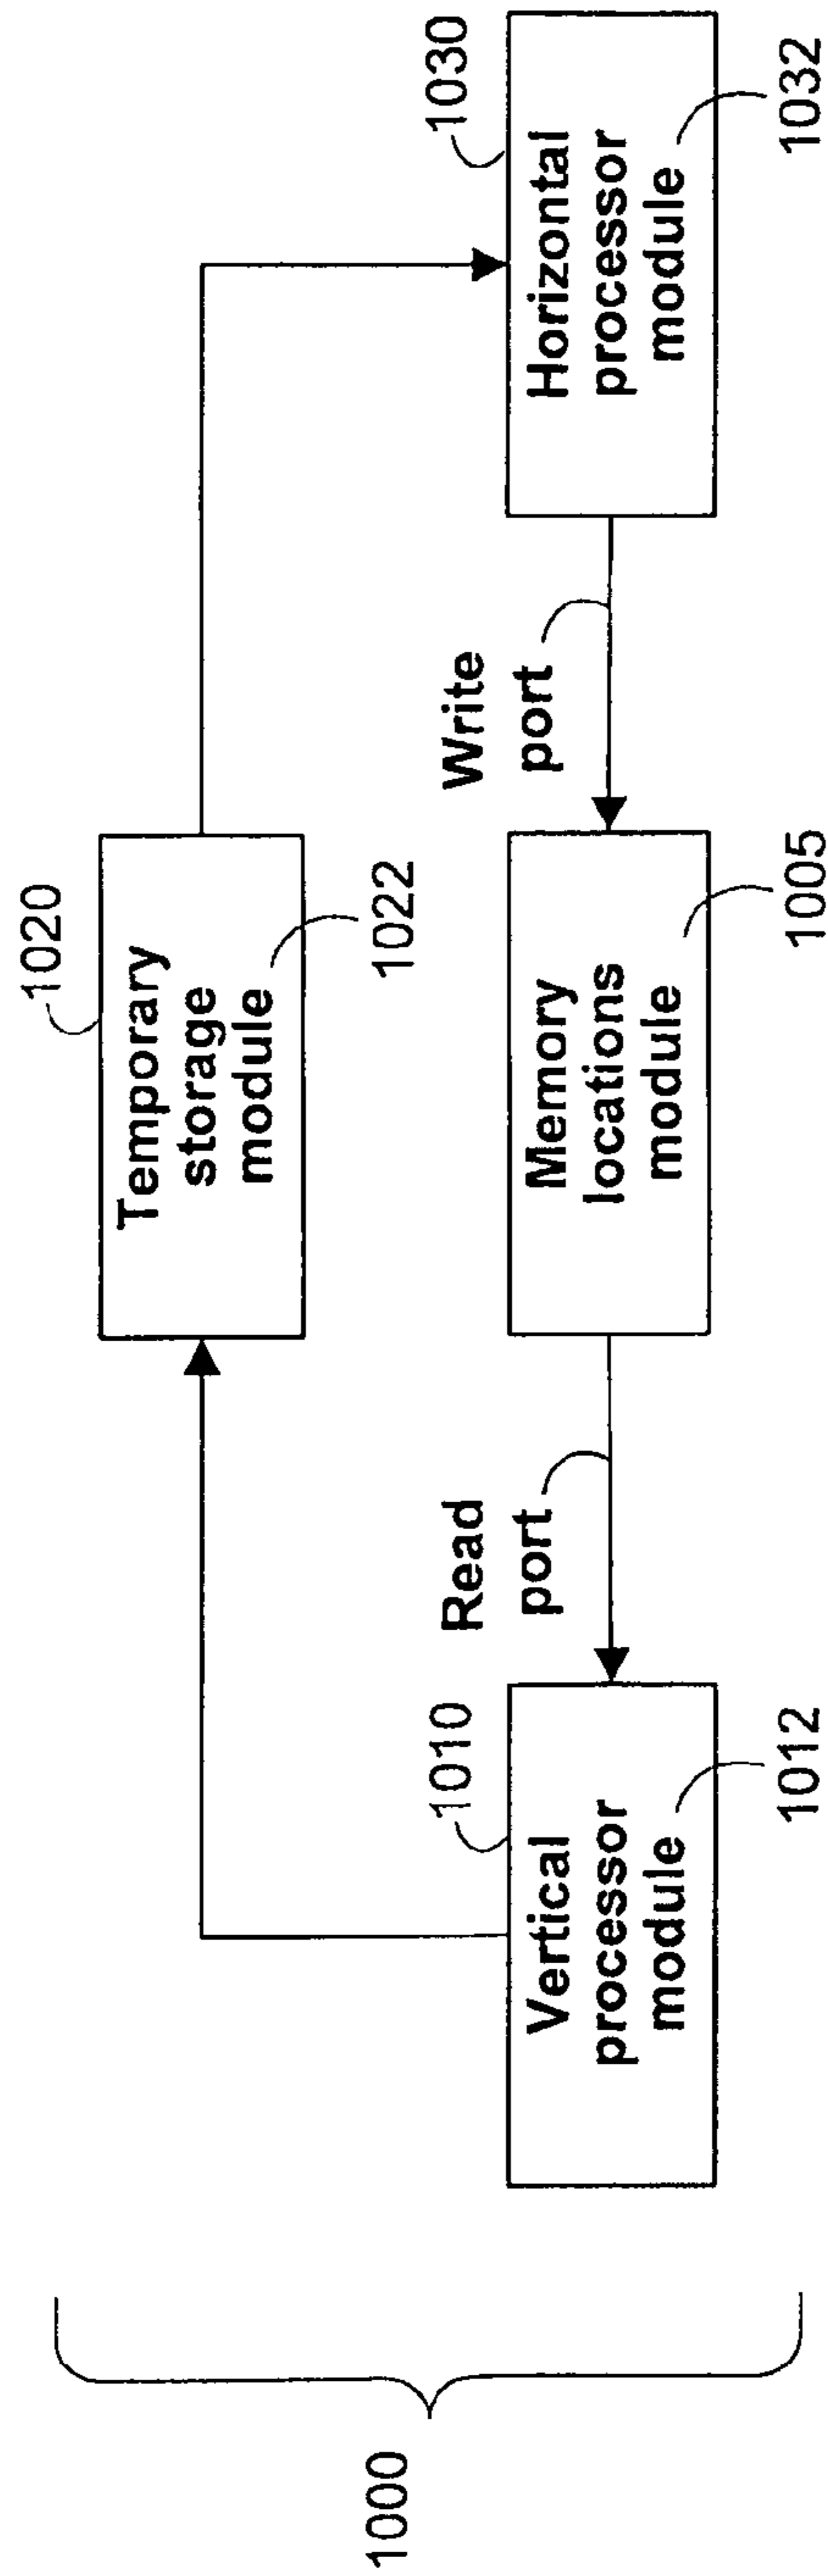 1000
1020
Temporary
storage
module
1022
1010
Vertical
processor
module
1012
Read
port
Memory
locations
module
1005
Write
port
1030
Horizontal
processor
module
1032